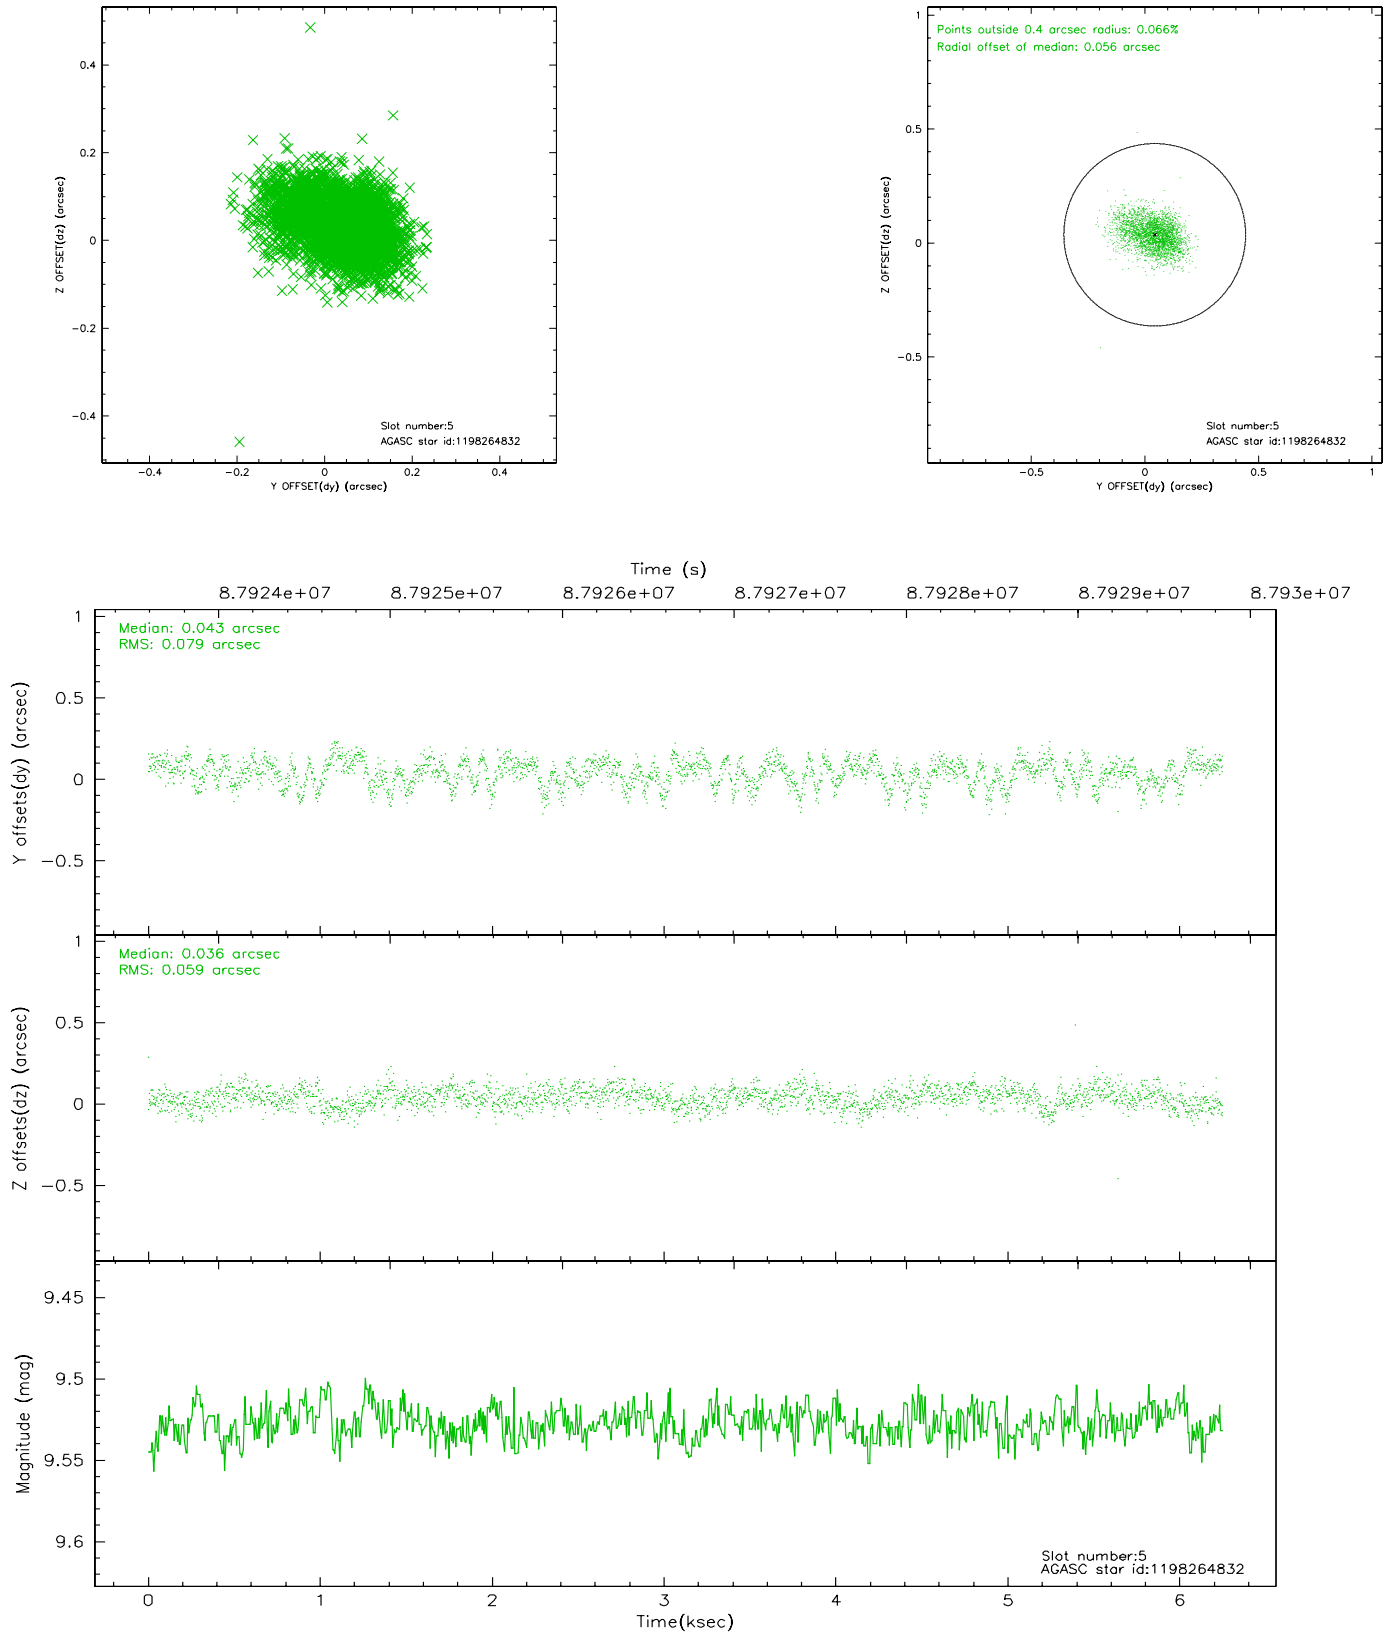 0.4
0.2
0
−0.2
−0.4
Z OFFSET(dz) (arcsec)
−0.4 −0.2 0 0.2 0.4
Y OFFSET(dy) (arcsec)
Slot number:5
AGASC star id:1198264832
Points outside 0.4 arcsec radius: 0.066%
Radial offset of median: 0.056 arcsec
1
0.5
0
−0.5
Z OFFSET(dz) (arcsec)
−0.5 0 0.5 1
Y OFFSET(dy) (arcsec)
Slot number:5
AGASC star id:1198264832
Time (s)
8.7924e+07 8.7925e+07 8.7926e+07 8.7927e+07 8.7928e+07 8.7929e+07 8.793e+07
Median: 0.043 arcsec
RMS: 0.079 arcsec
1
0.5
0
−0.5
Y offsets(dy) (arcsec)
Median: 0.036 arcsec
RMS: 0.059 arcsec
1
0.5
0
−0.5
Z offsets(dz) (arcsec)
9.45
9.5
9.55
9.6
Magnitude (mag)
Slot number:5
AGASC star id:1198264832
0 1 2 3 4 5 6
Time(ksec)